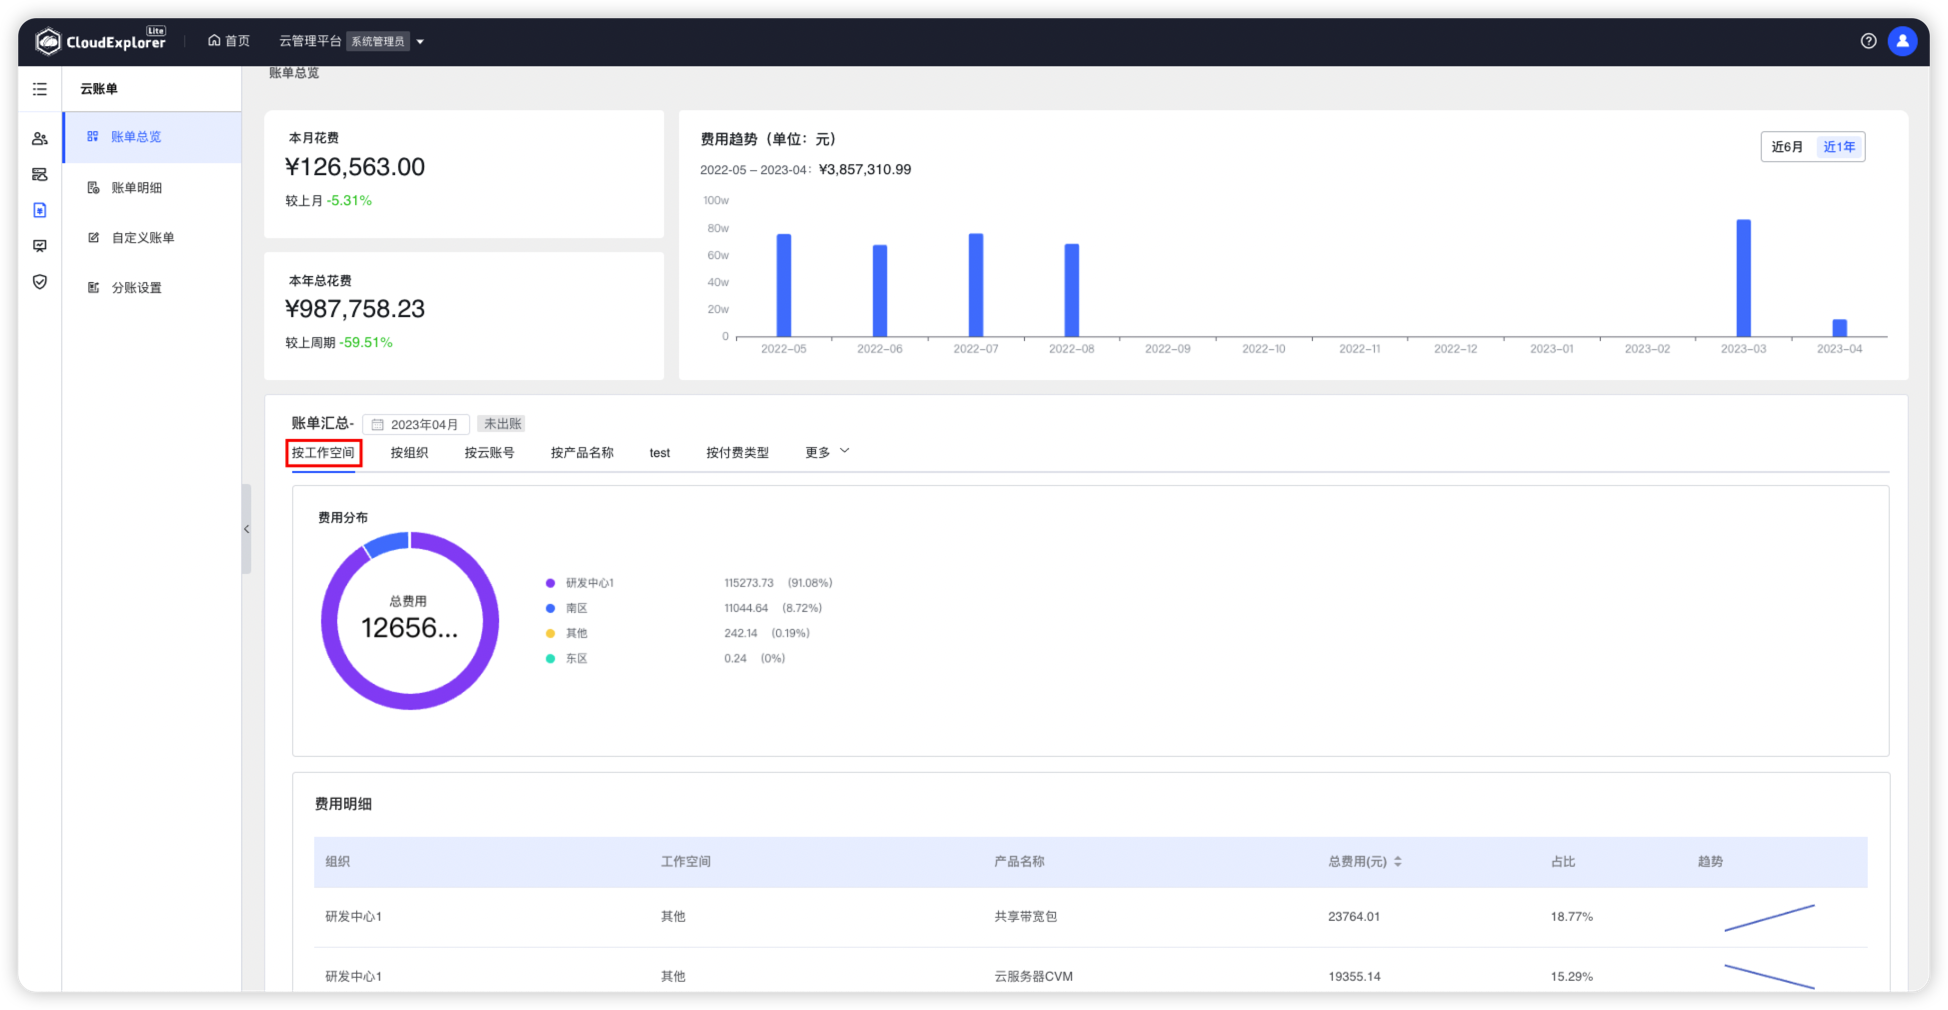 CloudExplorer Lite
首页
云管理平台 系统管理员
云账单
账单总览
账单明细
自定义账单
分账设置
账单总览
本月花费
¥126,563.00
较上月 -5.31%
本年总花费
¥987,758.23
较上周期 -59.51%
费用趋势（单位：元）
近6月 近1年
2022-05 – 2023-04： ¥3,857,310.99
100w
80w
60w
40w
20w
0
2022-05 2022-06 2022-07 2022-08 2022-09 2022-10 2022-11 2022-12 2023-01 2023-02 2023-03 2023-04
账单汇总- 2023年04月 未出账
按工作空间 按组织 按云账号 按产品名称 test 按付费类型 更多
费用分布
总费用
12656...
研发中心1 115273.73 (91.08%)
南区 11044.64 (8.72%)
其他 242.14 (0.19%)
东区 0.24 (0%)
费用明细
组织 工作空间 产品名称 总费用(元) 占比 趋势
研发中心1 其他 共享带宽包 23764.01 18.77%
研发中心1 其他 云服务器CVM 19355.14 15.29%